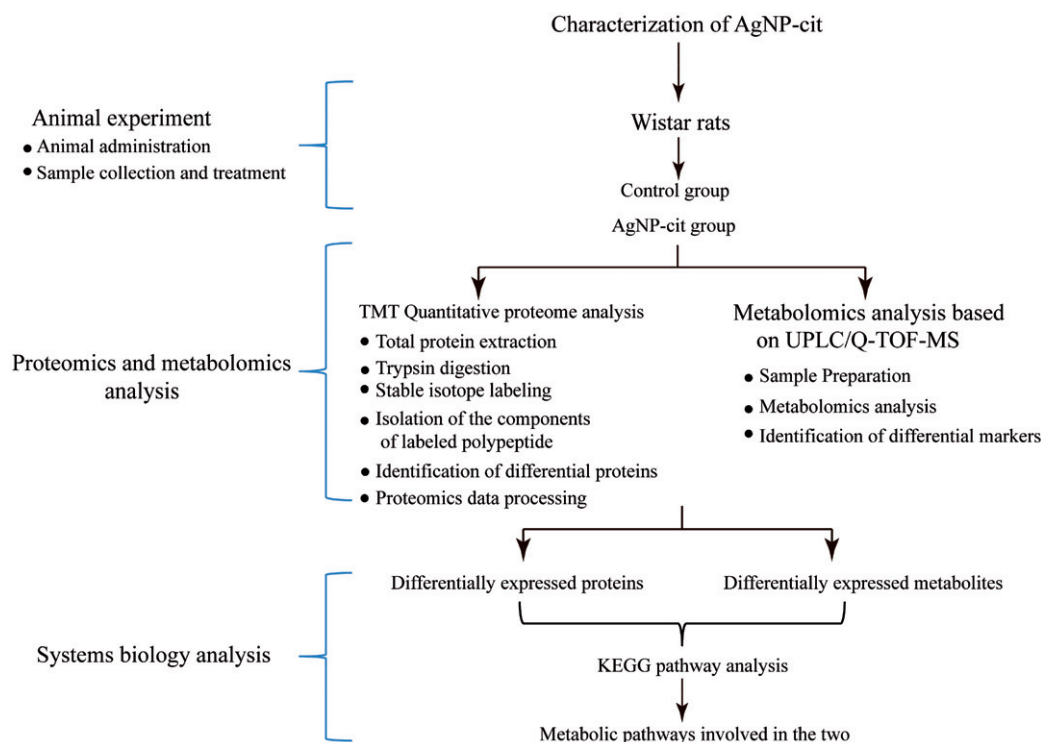 Characterization of AgNP-cit
Animal experiment
● Animal administration
● Sample collection and treatment
Wistar rats
Control group
AgNP-cit group
Proteomics and metabolomics
analysis
TMT Quantitative proteome analysis
● Total protein extraction
● Trypsin digestion
● Stable isotope labeling
● Isolation of the components
of labeled polypeptide
● Identification of differential proteins
● Proteomics data processing
Metabolomics analysis based
on UPLC/Q-TOF-MS
● Sample Preparation
● Metabolomics analysis
● Identification of differential markers
Systems biology analysis
Differentially expressed proteins
Differentially expressed metabolites
KEGG pathway analysis
Metabolic pathways involved in the two